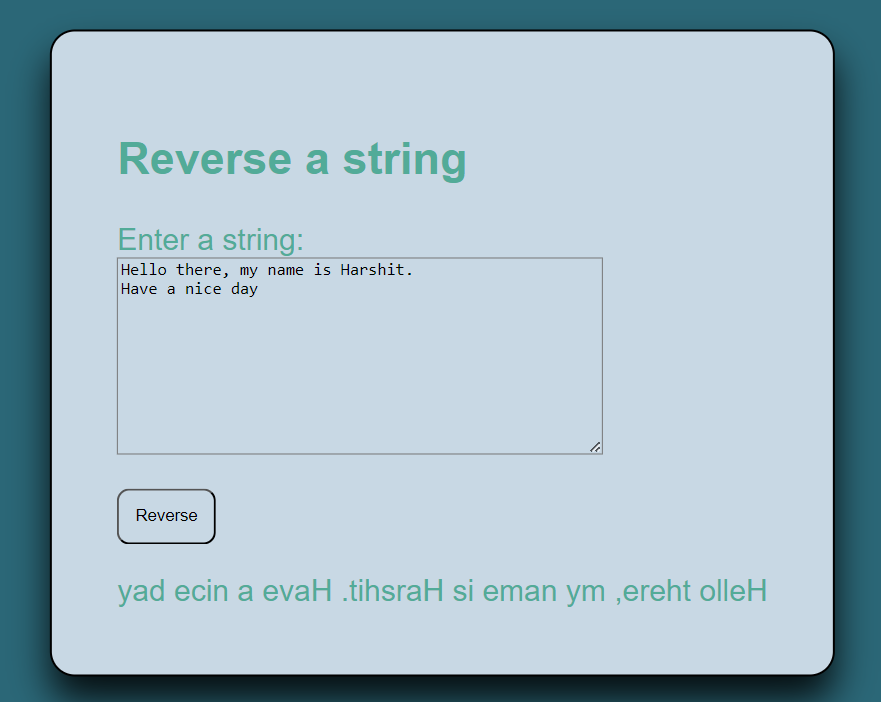 Reverse a string
Enter a string:
Hello there, my name is Harshit.
Have a nice day
Reverse
yad ecin a evaH .tihsraH si eman ym ,ereht olleH